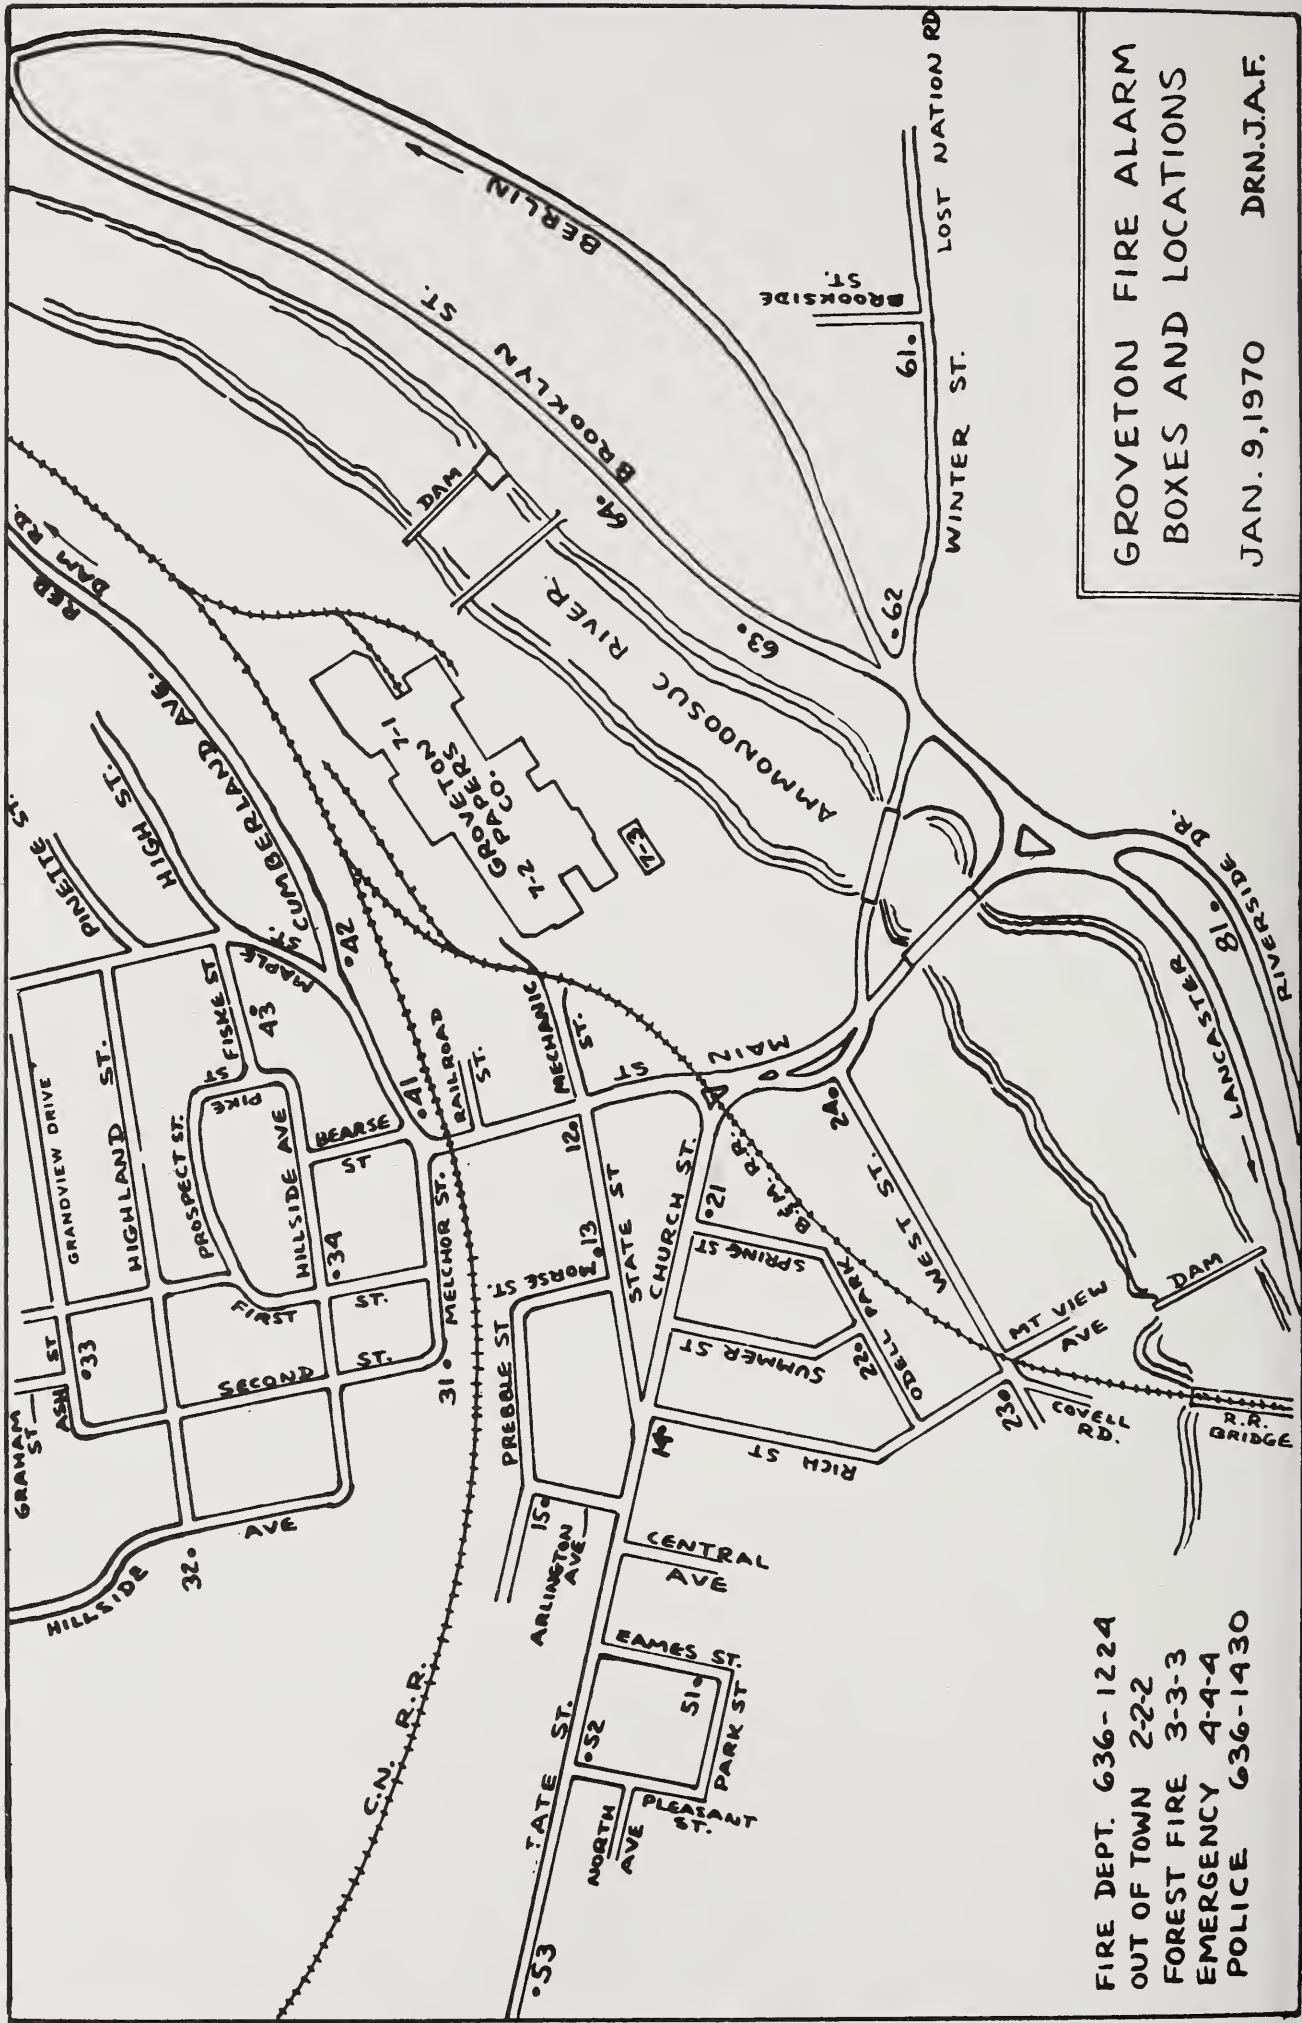 GROVETON FIRE ALARM
BOXES AND LOCATIONS
JAN. 9, 1970 DRN. J.A.F.
FIRE DEPT. 636-1224
OUT OF TOWN 2-2-2
FOREST FIRE 3-3-3
EMERGENCY 4-4-4
POLICE 636-1430
HILLSIDE
AVE
32
GRAHAM
ST
ASH ST
33
GRANDVIEW DRIVE
HIGHLAND ST.
PROSPECT ST.
PIKE ST
FISKE ST
43
HILLSIDE AVE
34
FIRST ST.
SECOND ST.
BEARSE
ST
31
MELCHOR ST.
41
RAILROAD
ST.
MAPLE ST.
42
CUMBERLAND AVE.
RED DAM RD.
HIGH ST.
PINETTE ST.
C.N. R.R.
PREBBLE ST
MORSE ST.
13
12
STATE ST
MECHANIC
ST.
MAIN ST
CHURCH ST.
21
SPRING ST
SUMMER ST
22
ODELL PARK
B&M. R.R.
24
WEST ST.
MT VIEW
AVE
23
COVELL
RD.
R.R.
BRIDGE
RICH ST
14
15
ARLINGTON
AVE
CENTRAL
AVE
EAMES ST.
51
PARK ST
52
PLEASANT
ST.
NORTH
AVE
TATE ST.
53
GROVETON
PAPERS
CO.
7-1
7-2
7-3
AMMONOOSUC RIVER
DAM
BROOKLYN ST.
64
63
BERLIN
62
61
WINTER ST.
BROOKSIDE
ST.
LOST NATION RD
RIVERSIDE DR.
81
LANCASTER
DAM